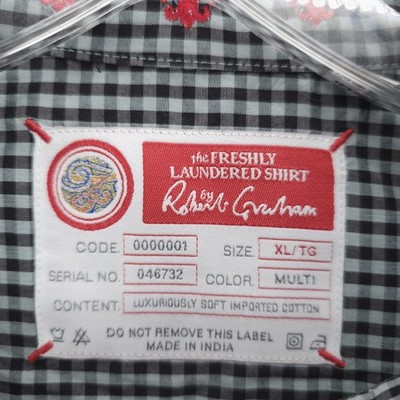 the FRESHLY
LAUNDERED SHIRT
by
Robert Graham
CODE. 0000001 SIZE. XL/TG
SERIAL NO. 046732 COLOR. MULTI
CONTENT. LUXURIOUSLY SOFT IMPORTED COTTON
DO NOT REMOVE THIS LABEL
MADE IN INDIA